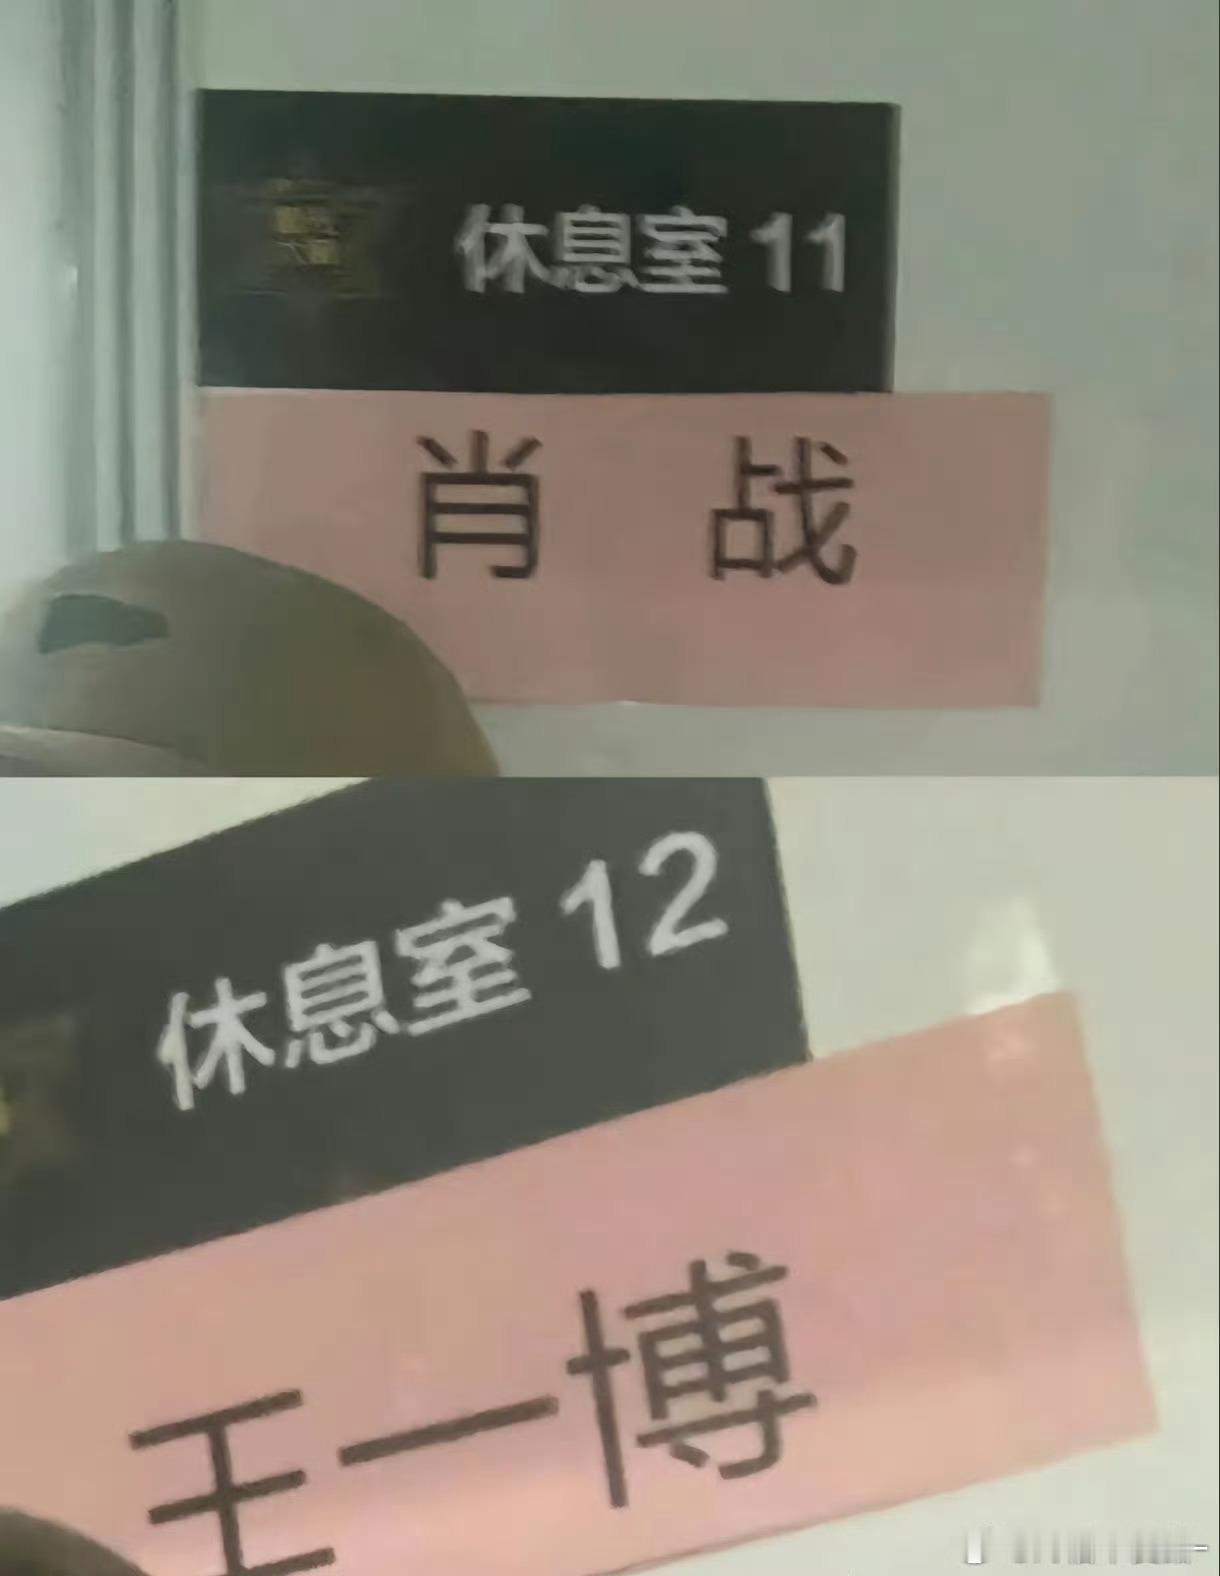 休息室 11
肖 战
休息室 12
王一博